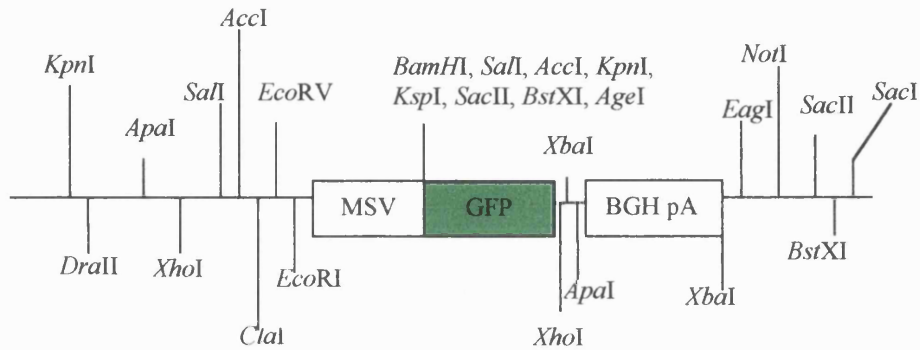 AccI
KpnI
BamHI, SalI, AccI, KpnI,
NotI
SalI
EcoRV
KspI, SacII, BstXI, AgeI
SacI
EagI
SacII
ApaI
XbaI
MSV
GFP
BGH pA
DraII
XhoI
EcoRI
BstXI
ApaI
XbaI
ClaI
XhoI